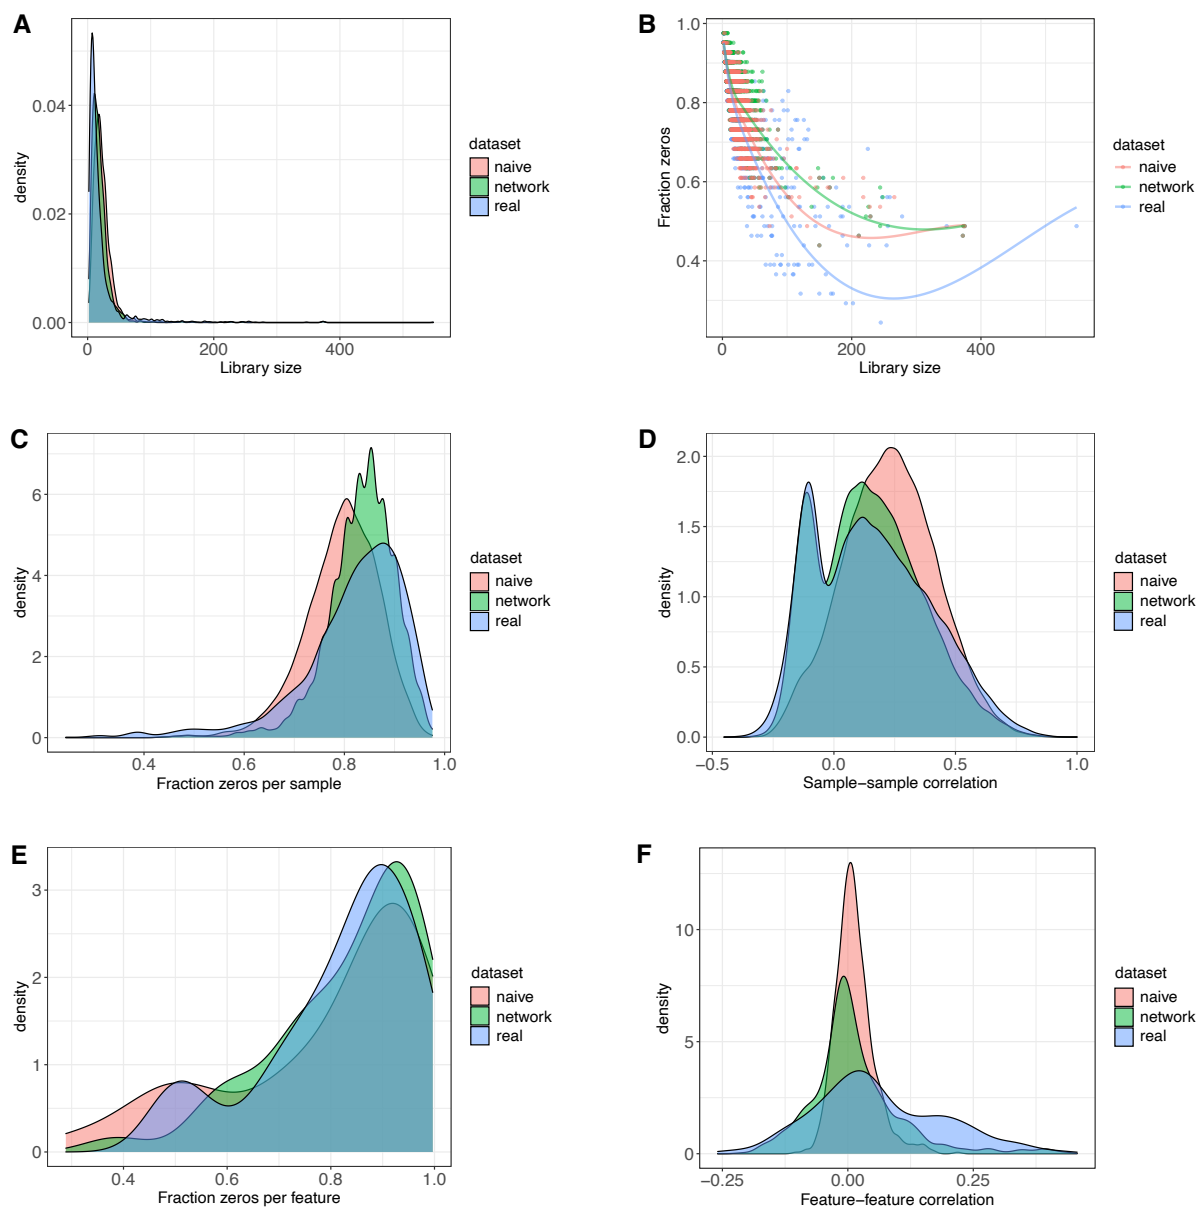 A
density
0.04
0.02
0.00
0
200
400
Library size
dataset
naive
network
real
B
Fraction zeros
1.0
0.8
0.6
0.4
0
200
400
Library size
dataset
naive
network
real
C
density
6
4
2
0
0.4
0.6
0.8
1.0
Fraction zeros per sample
dataset
naive
network
real
D
density
2.0
1.5
1.0
0.5
0.0
−0.5
0.0
0.5
1.0
Sample−sample correlation
dataset
naive
network
real
E
density
3
2
1
0
0.4
0.6
0.8
1.0
Fraction zeros per feature
dataset
naive
network
real
F
density
10
5
0
−0.25
0.00
0.25
Feature−feature correlation
dataset
naive
network
real